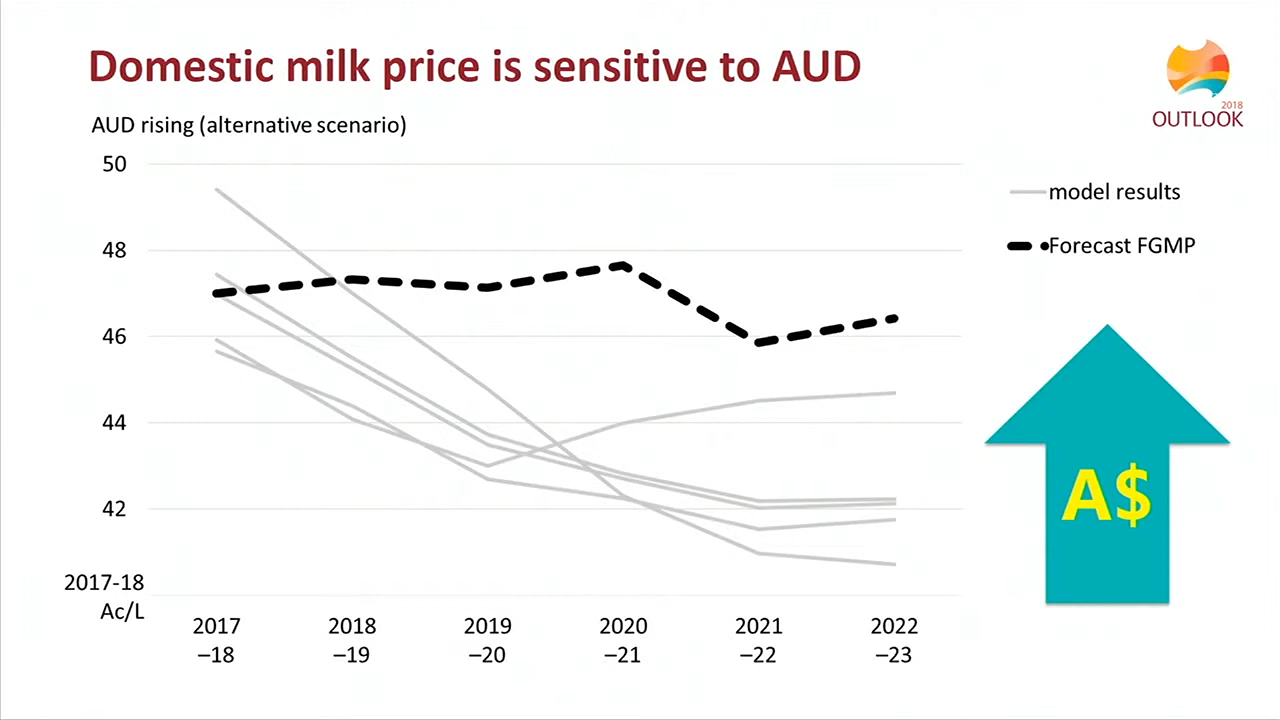 Domestic milk price is sensitive to AUD
2018
OUTLOOK
AUD rising (alternative scenario)
50
48
46
44
42
2017-18
Ac/L
2017
–18
2018
–19
2019
–20
2020
–21
2021
–22
2022
–23
model results
Forecast FGMP
A$